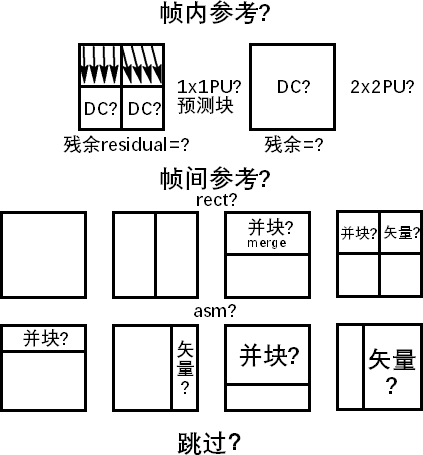 帧内参考?
DC? DC?
1x1PU?
预测块
DC?
2x2PU?
残余residual=?
残余=?
帧间参考?
rect?
并块?
merge
并块? 矢量?
asm?
并块?
矢量?
并块?
矢量?
跳过?